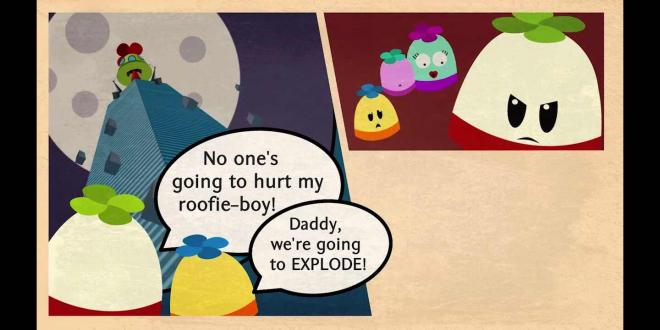 No one's
going to hurt my
roofie-boy!
Daddy,
we're going
to EXPLODE!